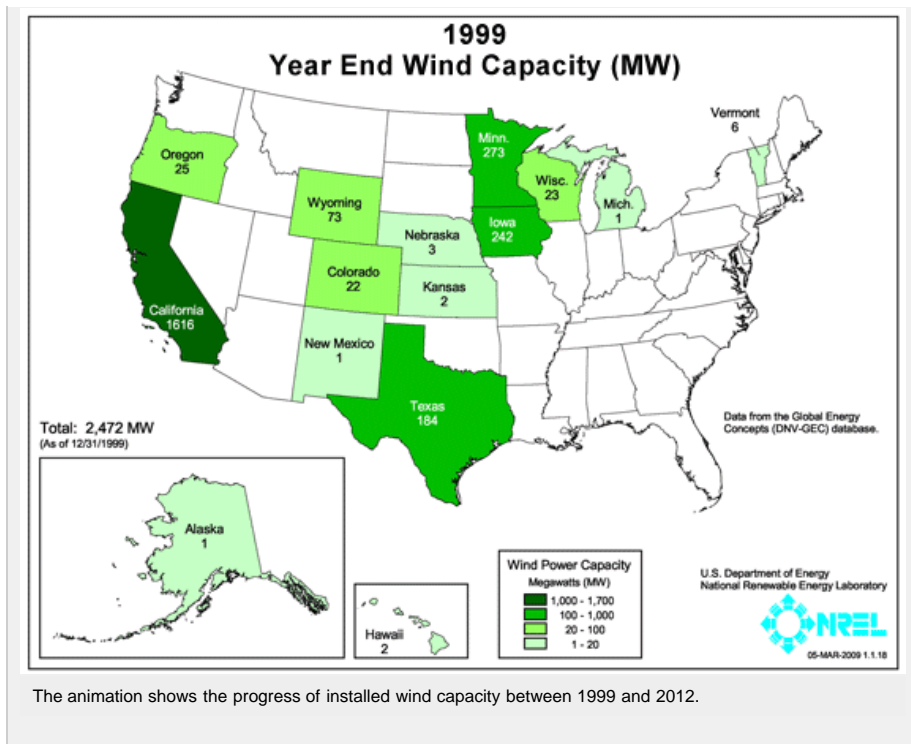 1999
Year End Wind Capacity (MW)
Vermont
6
Minn.
273
Oregon
25
Wisc.
23
Mich.
1
Wyoming
73
Iowa
242
Nebraska
3
Colorado
22
Kansas
2
California
1616
New Mexico
1
Texas
184
Data from the Global Energy
Concepts (DNV-GEC) database.
Total: 2,472 MW
(As of 12/31/1999)
Alaska
1
Hawaii
2
Wind Power Capacity
Megawatts (MW)
1,000 - 1,700
100 - 1,000
20 - 100
1 - 20
U.S. Department of Energy
National Renewable Energy Laboratory
NREL
05-MAR-2009 1.1.18
The animation shows the progress of installed wind capacity between 1999 and 2012.